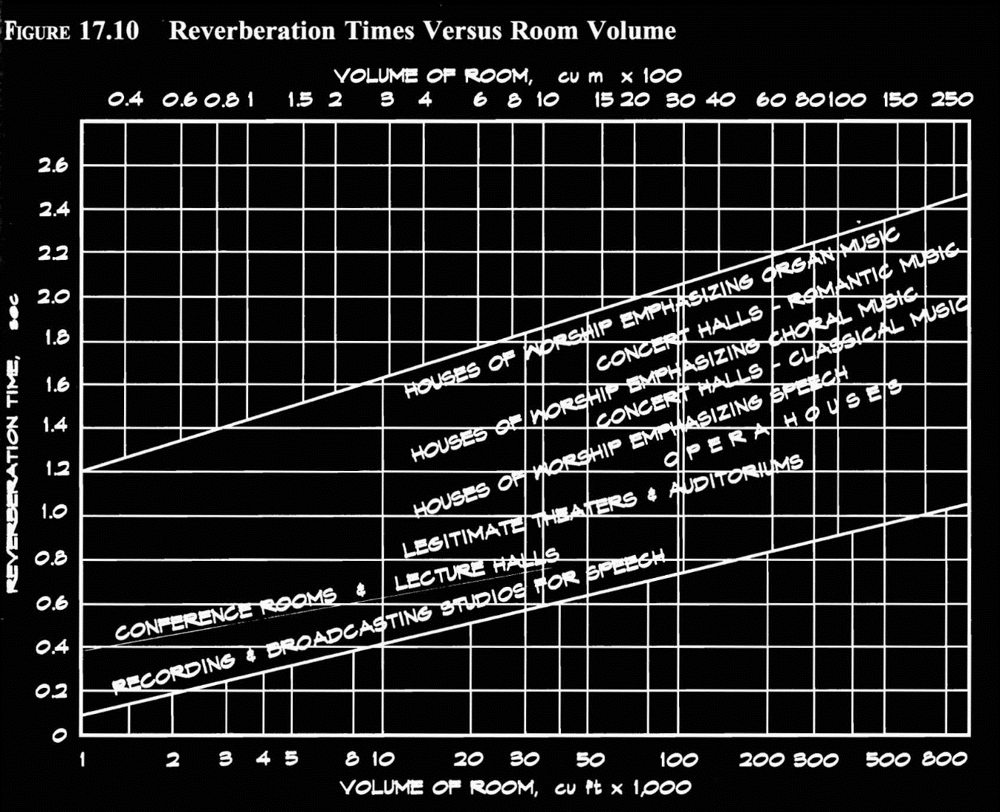 FIGURE 17.10 Reverberation Times Versus Room Volume
VOLUME OF ROOM, cu m x 100
0.4 0.6 0.8 1 1.5 2 3 4 6 8 10 15 20 30 40 60 80 100 150 250
2.6
2.4
2.2
2.0
1.8
1.6
1.4
1.2
1.0
0.8
0.6
0.4
0.2
0
REVERBERATION TIME, sec
HOUSES OF WORSHIP EMPHASIZING ORGAN MUSIC
CONCERT HALLS - ROMANTIC MUSIC
HOUSES OF WORSHIP EMPHASIZING CHORAL MUSIC
CONCERT HALLS - CLASSICAL MUSIC
HOUSES OF WORSHIP EMPHASIZING SPEECH
OPERA HOUSES
LEGITIMATE THEATERS & AUDITORIUMS
CONFERENCE ROOMS & LECTURE HALLS
RECORDING & BROADCASTING STUDIOS FOR SPEECH
1 2 3 4 5 8 10 20 30 50 100 200 300 500 800
VOLUME OF ROOM, cu ft x 1,000